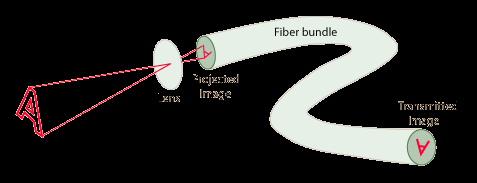 A
Lens
Projected
Image
A
Fiber bundle
Transmitted
Image
A